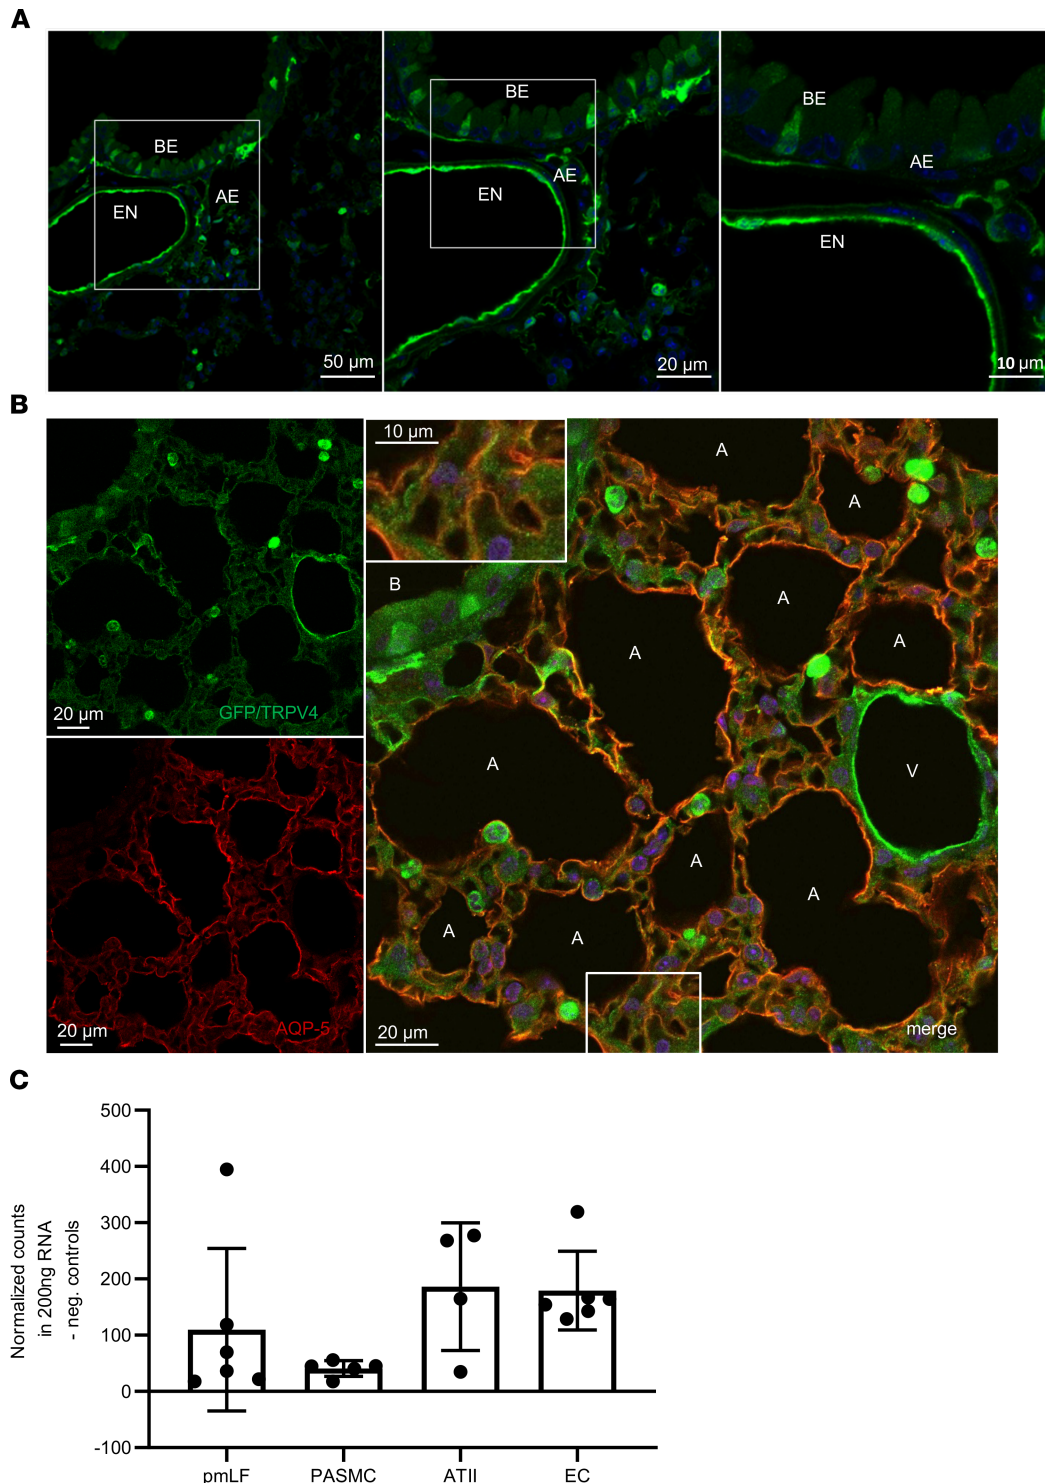 A
BE
EN
AE
50 µm
BE
EN
AE
20 µm
BE
AE
EN
10 µm
B
GFP/TRPV4
20 µm
AQP-5
20 µm
10 µm
B
A
A
A
A
A
A
V
A
A
A
A
A
20 µm
merge
C
Normalized counts
in 200ng RNA
- neg. controls
500
400
300
200
100
0
-100
pmLF
PASMC
ATII
EC